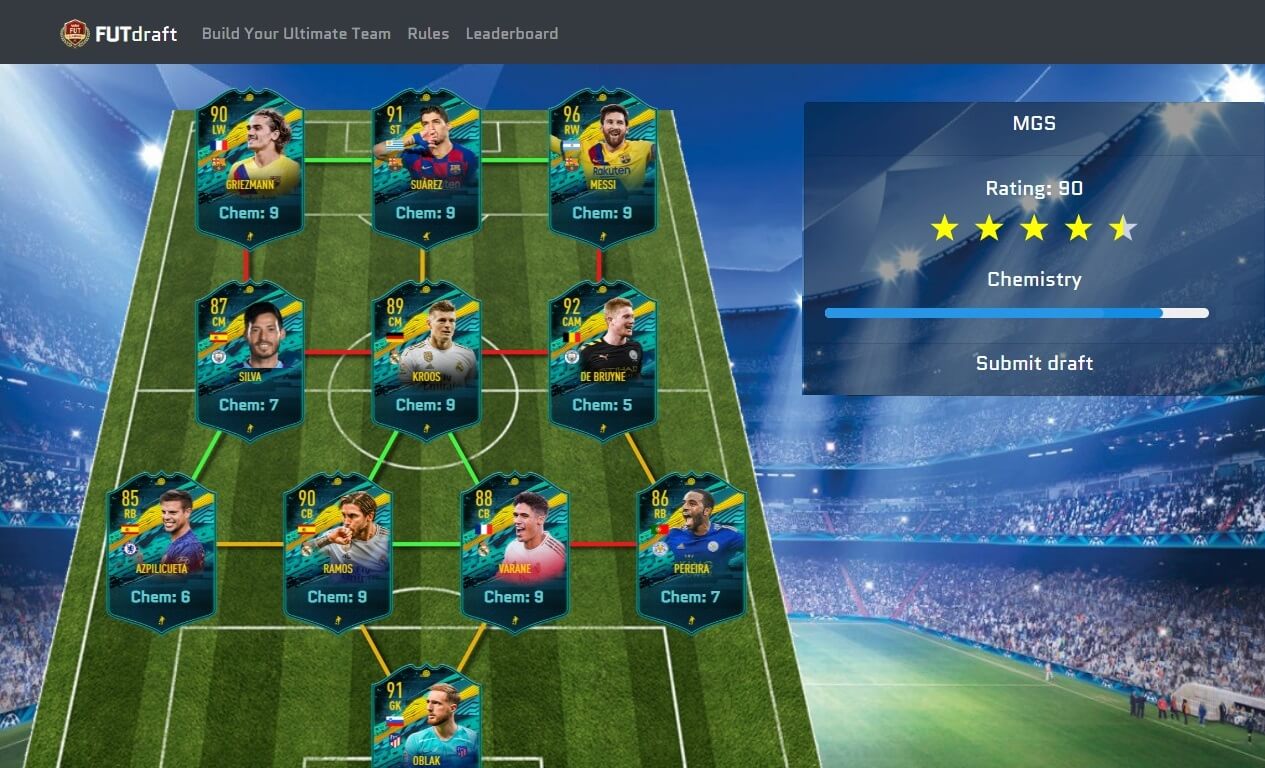 FUTdraft Build Your Ultimate Team Rules Leaderboard
90
LW
GRIEZMANN
Chem: 9
91
ST
SUÁREZ
Chem: 9
96
RW
Rakuten
MESSI
Chem: 9
MGS
Rating: 90
Chemistry
Submit draft
87
CM
SILVA
Chem: 7
89
CM
KROOS
Chem: 9
92
CAM
DE BRUYNE
Chem: 5
85
RB
AZPILICUETA
Chem: 6
90
CB
RAMOS
Chem: 9
88
CB
VARANE
Chem: 9
86
RB
PEREIRA
Chem: 7
91
GK
OBLAK